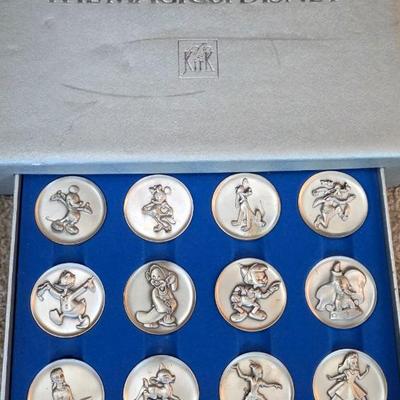 THE MAGIC OF DISNEY
Kirk